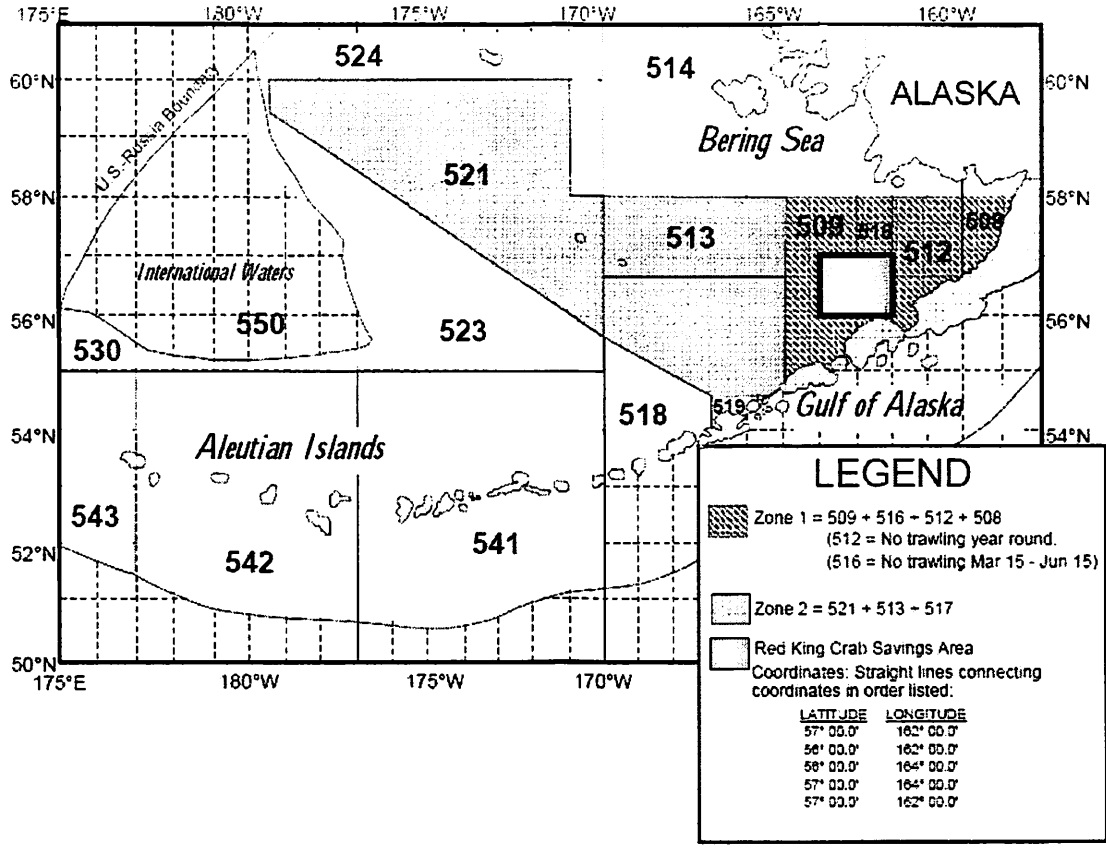 175°E 180°W 175°W 170°W 165°W 160°W
524
514
60°N
60°N
ALASKA
Bering Sea
U.S.-Russia Boundary
521
58°N
58°N
509 516 508
513
512
International Waters
56°N
550
523
56°N
530
518
519
Gulf of Alaska
54°N
54°N
Aleutian Islands
543
541
542
52°N
50°N
175°E 180°W 175°W 170°W
LEGEND
Zone 1 = 509 + 516 + 512 + 508
(512 = No trawling year round.
(516 = No trawling Mar 15 - Jun 15)
Zone 2 = 521 + 513 + 517
Red King Crab Savings Area
Coordinates: Straight lines connecting
coordinates in order listed:
LATITUDE LONGITUDE
57° 00.0' 162° 00.0'
56° 00.0' 162° 00.0'
56° 00.0' 164° 00.0'
57° 00.0' 164° 00.0'
57° 00.0' 162° 00.0'